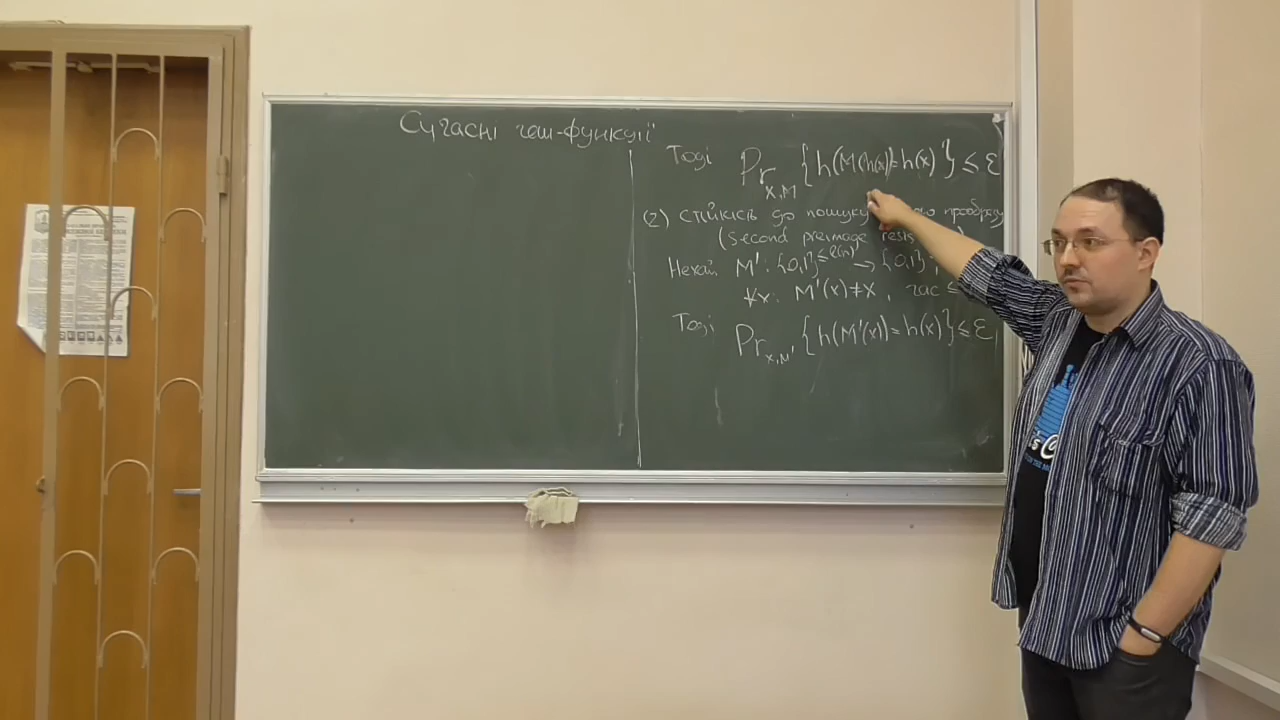 Сучасні геш-функції
Тоді Pr_{x,M} {h(M(h(x))=h(x)} ≤ ε
(2) Стійкість до пошуку прообразу
(second preimage
Нехай M': {0,1}^{≤ℓ(n)} → {0,1}
∀x: M'(x)≠x, час ≤
Тоді Pr_{x,M'} {h(M'(x))=h(x)} ≤ ε,